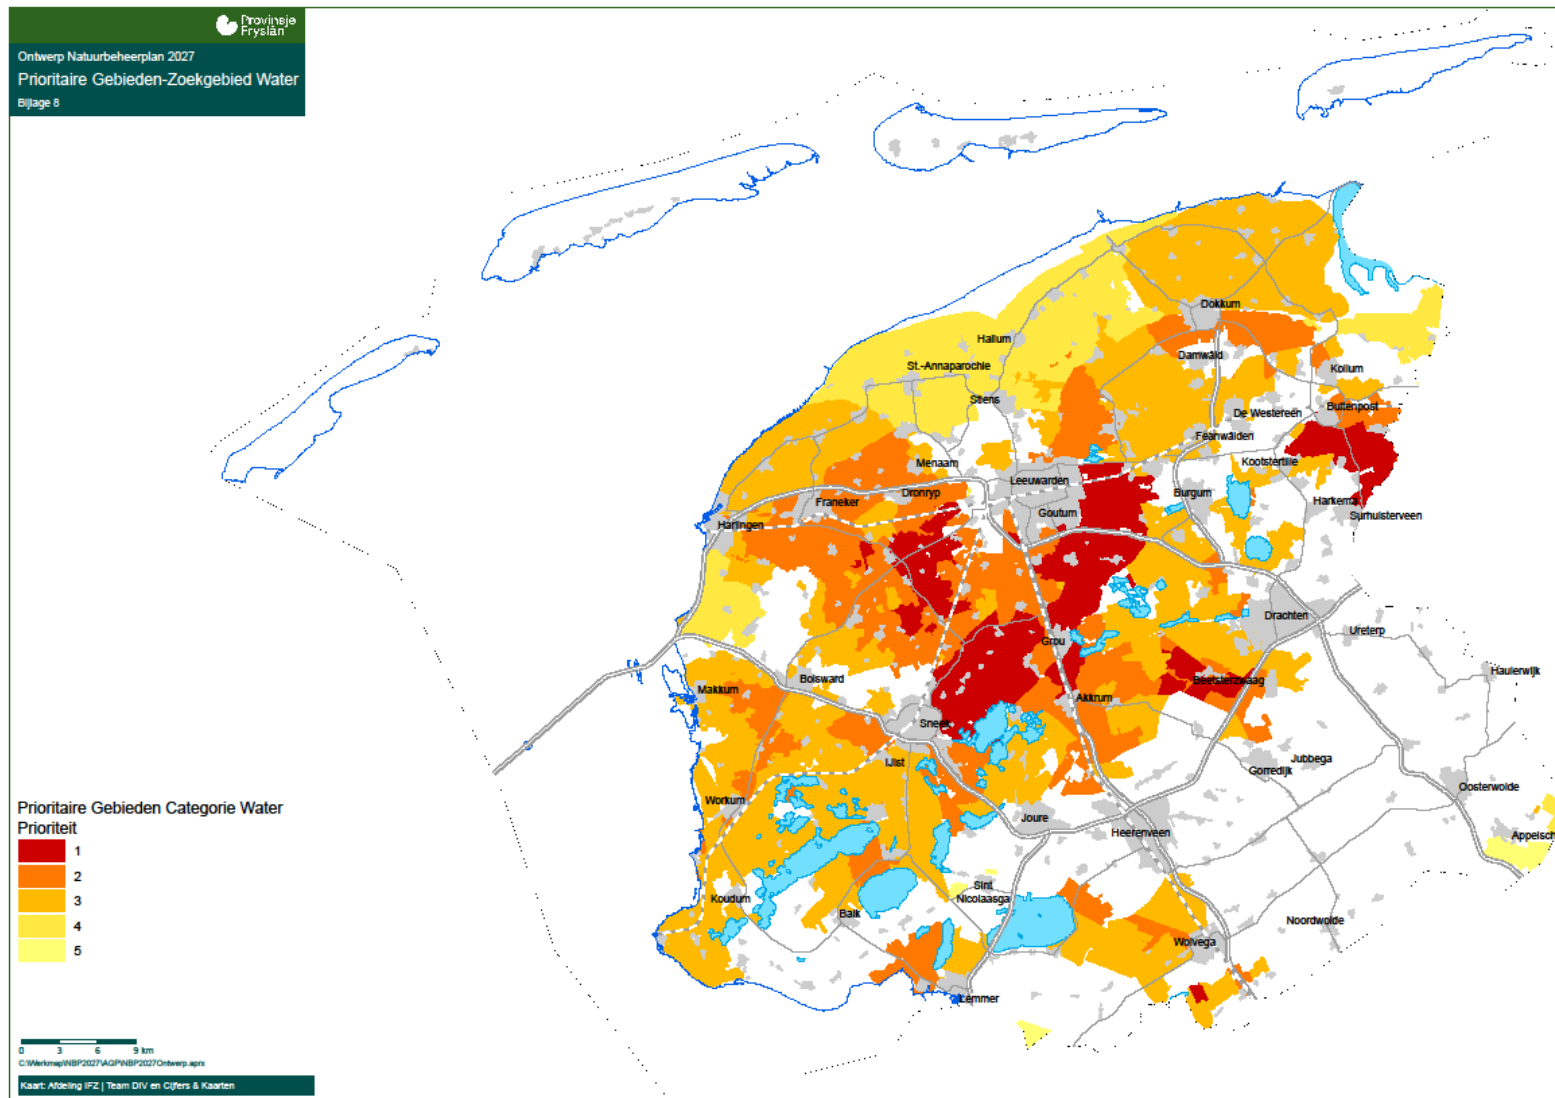 Provinsje
Fryslân
Ontwerp Natuurbeheerplan 2027
Prioritaire Gebieden-Zoekgebied Water
Bijlage 8
Dokkum
Hallum
Damwâld
St.-Annaparochie
Kollum
Stiens
De Westereen
Buitenpost
Feanwâlden
Menaam
Kootstertille
Leeuwarden
Dronryp
Burgum
Franeker
Harkema
Goutum
Surhuisterveen
Harlingen
Drachten
Ureterp
Grou
Haulerwijk
Bolsward
Beetsterzwaag
Makkum
Akkrum
Sneek
IJlst
Jubbega
Gorredijk
Oosterwolde
Workum
Joure
Heerenveen
Appelsch
Sint
Nicolaasga
Koudum
Balk
Noordwolde
Wolvega
Lemmer
Prioritaire Gebieden Categorie Water
Prioriteit
1
2
3
4
5
0 3 6 9 km
C:\Werkmap\NBP2027\AGP\NBP2027Ontwerp.aprx
Kaart: Afdeling IFZ | Team DIV en Cijfers & Kaarten